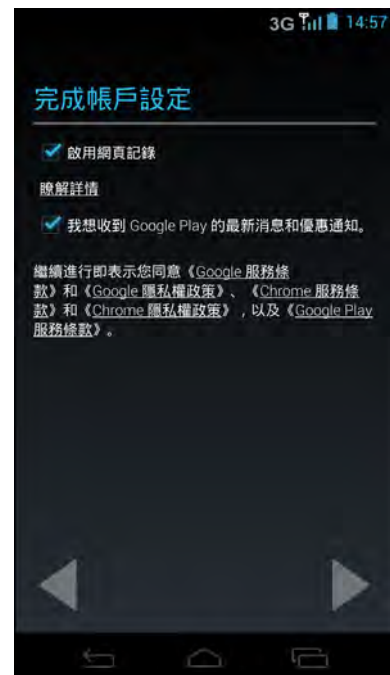 3G 14:57
完成帳戶設定
啟用網頁記錄
瞭解詳情
我想收到 Google Play 的最新消息和優惠通知。
繼續進行即表示您同意《Google 服務條
款》和《Google 隱私權政策》、《Chrome 服務條
款》和《Chrome 隱私權政策》，以及《Google Play
服務條款》。